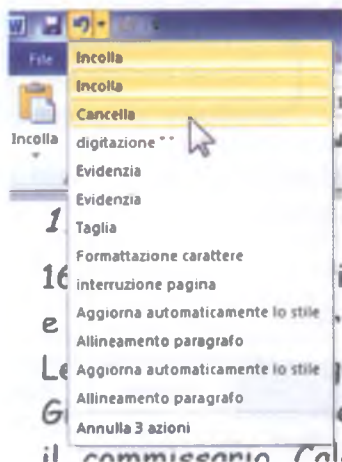 W
File
Incolla
Incolla
Incolla
Cancella
digitazione " "
Evidenzia
Evidenzia
1
Taglia
Formattazione carattere
16
interruzione pagina
e
Aggiorna automaticamente lo stile
Allineamento paragrafo
Le
Aggiorna automaticamente lo stile
Allineamento paragrafo
G
Annulla 3 azioni
il commissario Cal